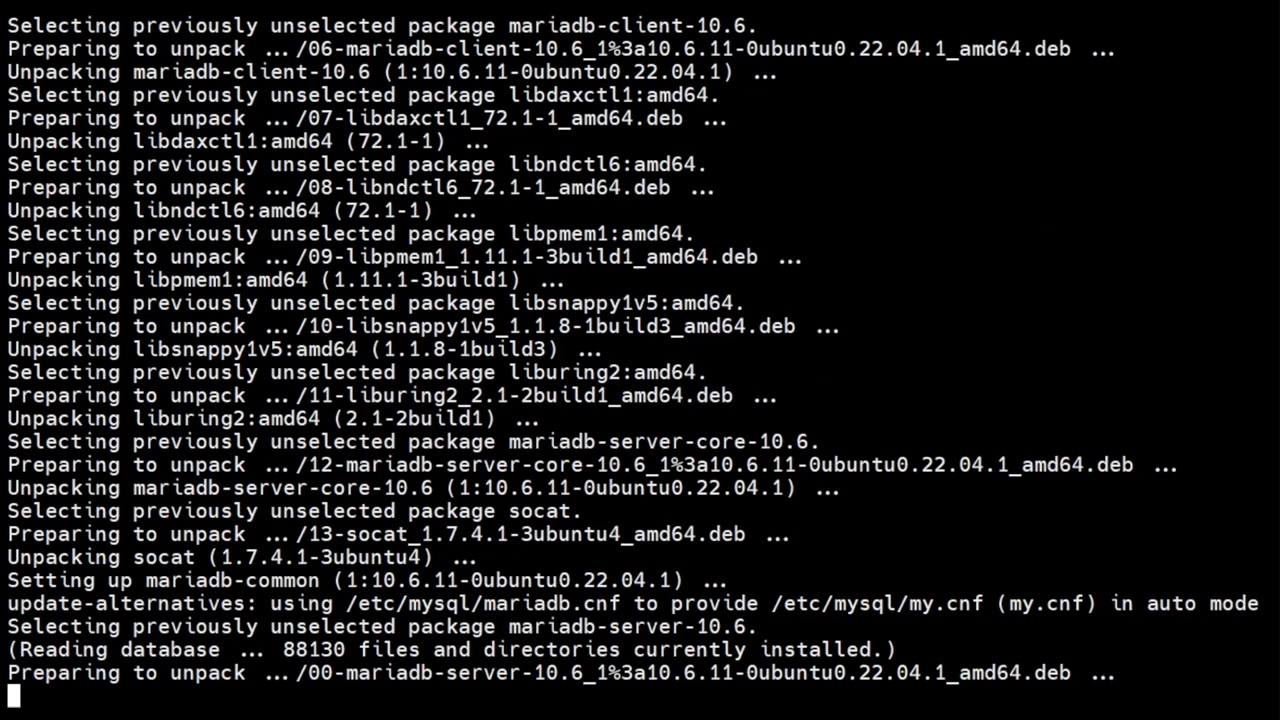 Selecting previously unselected package mariadb-client-10.6.
Preparing to unpack .../06-mariadb-client-10.6_1%3a10.6.11-0ubuntu0.22.04.1_amd64.deb ...
Unpacking mariadb-client-10.6 (1:10.6.11-0ubuntu0.22.04.1) ...
Selecting previously unselected package libdaxctl1:amd64.
Preparing to unpack .../07-libdaxctl1_72.1-1_amd64.deb ...
Unpacking libdaxctl1:amd64 (72.1-1) ...
Selecting previously unselected package libndctl6:amd64.
Preparing to unpack .../08-libndctl6_72.1-1_amd64.deb ...
Unpacking libndctl6:amd64 (72.1-1) ...
Selecting previously unselected package libpmem1:amd64.
Preparing to unpack .../09-libpmem1_1.11.1-3build1_amd64.deb ...
Unpacking libpmem1:amd64 (1.11.1-3build1) ...
Selecting previously unselected package libsnappy1v5:amd64.
Preparing to unpack .../10-libsnappy1v5_1.1.8-1build3_amd64.deb ...
Unpacking libsnappy1v5:amd64 (1.1.8-1build3) ...
Selecting previously unselected package liburing2:amd64.
Preparing to unpack .../11-liburing2_2.1-2build1_amd64.deb ...
Unpacking liburing2:amd64 (2.1-2build1) ...
Selecting previously unselected package mariadb-server-core-10.6.
Preparing to unpack .../12-mariadb-server-core-10.6_1%3a10.6.11-0ubuntu0.22.04.1_amd64.deb ...
Unpacking mariadb-server-core-10.6 (1:10.6.11-0ubuntu0.22.04.1) ...
Selecting previously unselected package socat.
Preparing to unpack .../13-socat_1.7.4.1-3ubuntu4_amd64.deb ...
Unpacking socat (1.7.4.1-3ubuntu4) ...
Setting up mariadb-common (1:10.6.11-0ubuntu0.22.04.1) ...
update-alternatives: using /etc/mysql/mariadb.cnf to provide /etc/mysql/my.cnf (my.cnf) in auto mode
Selecting previously unselected package mariadb-server-10.6.
(Reading database ... 88130 files and directories currently installed.)
Preparing to unpack .../00-mariadb-server-10.6_1%3a10.6.11-0ubuntu0.22.04.1_amd64.deb ...